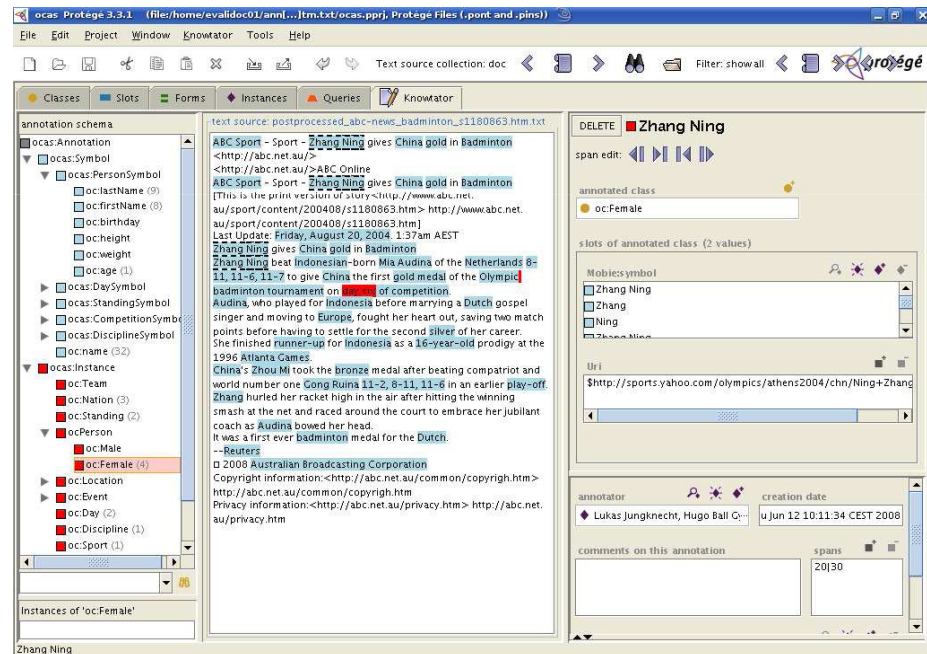 ocas Protégé 3.3.1 (file:/home/evalidoc01/ann[...]tm.txt/ocas.pprj, Protégé Files (.pont and .pins))
File Edit Project Window Knowtator Tools Help
Text source collection: doc Filter: show all protégé
Classes Slots Forms Instances Queries Knowtator
annotation schema
ocas:Annotation
ocas:Symbol
ocas:PersonSymbol
oc:lastName (9)
oc:firstName (8)
oc:birthday
oc:height
oc:weight
oc:age (1)
ocas:DaySymbol
ocas:StandingSymbol
ocas:CompetitionSymbo
ocas:DisciplineSymbol
oc:name (32)
ocas:Instance
oc:Team
oc:Nation (3)
oc:Standing (2)
ocPerson
oc:Male
oc:Female (4)
oc:Location
oc:Event
oc:Day (2)
oc:Discipline (1)
oc:Sport (1)
Instances of 'oc:Female'
Zhang Ning
text source: postprocessed_abc-news_badminton_s1180863.htm.txt
ABC Sport - Sport - Zhang Ning gives China gold in Badminton
<http://abc.net.au/>
<http://abc.net.au/>ABC Online
ABC Sport - Sport - Zhang Ning gives China gold in Badminton
[This is the print version of story<http://www.abc.net.
au/sport/content/200408/s1180863.htm> http://www.abc.net.
au/sport/content/200408/s1180863.htm]
Last Update: Friday, August 20, 2004. 1:37am AEST
Zhang Ning gives China gold in Badminton
Zhang Ning beat Indonesian-born Mia Audina of the Netherlands 8-
11, 11-6, 11-7 to give China the first gold medal of the Olympic
badminton tournament on day six of competition.
Audina, who played for Indonesia before marrying a Dutch gospel
singer and moving to Europe, fought her heart out, saving two match
points before having to settle for the second silver of her career.
She finished runner-up for Indonesia as a 16-year-old prodigy at the
1996 Atlanta Games.
China's Zhou Mi took the bronze medal after beating compatriot and
world number one Gong Ruina 11-2, 8-11, 11-6 in an earlier play-off.
Zhang hurled her racket high in the air after hitting the winning
smash at the net and raced around the court to embrace her jubilant
coach as Audina bowed her head.
It was a first ever badminton medal for the Dutch.
--Reuters
© 2008 Australian Broadcasting Corporation
Copyright information:<http://abc.net.au/common/copyrigh.htm>
http://abc.net.au/common/copyrigh.htm
Privacy information:<http://abc.net.au/privacy.htm> http://abc.net.
au/privacy.htm
DELETE Zhang Ning
span edit:
annotated class
oc:Female
slots of annotated class (2 values)
Mobie:symbol
Zhang Ning
Zhang
Ning
Zhang Ning
Uri
$http://sports.yahoo.com/olympics/athens2004/chn/Ning+Zhang
annotator creation date
Lukas Jungknecht, Hugo Ball Gy... u Jun 12 10:11:34 CEST 2008
comments on this annotation spans
20|30